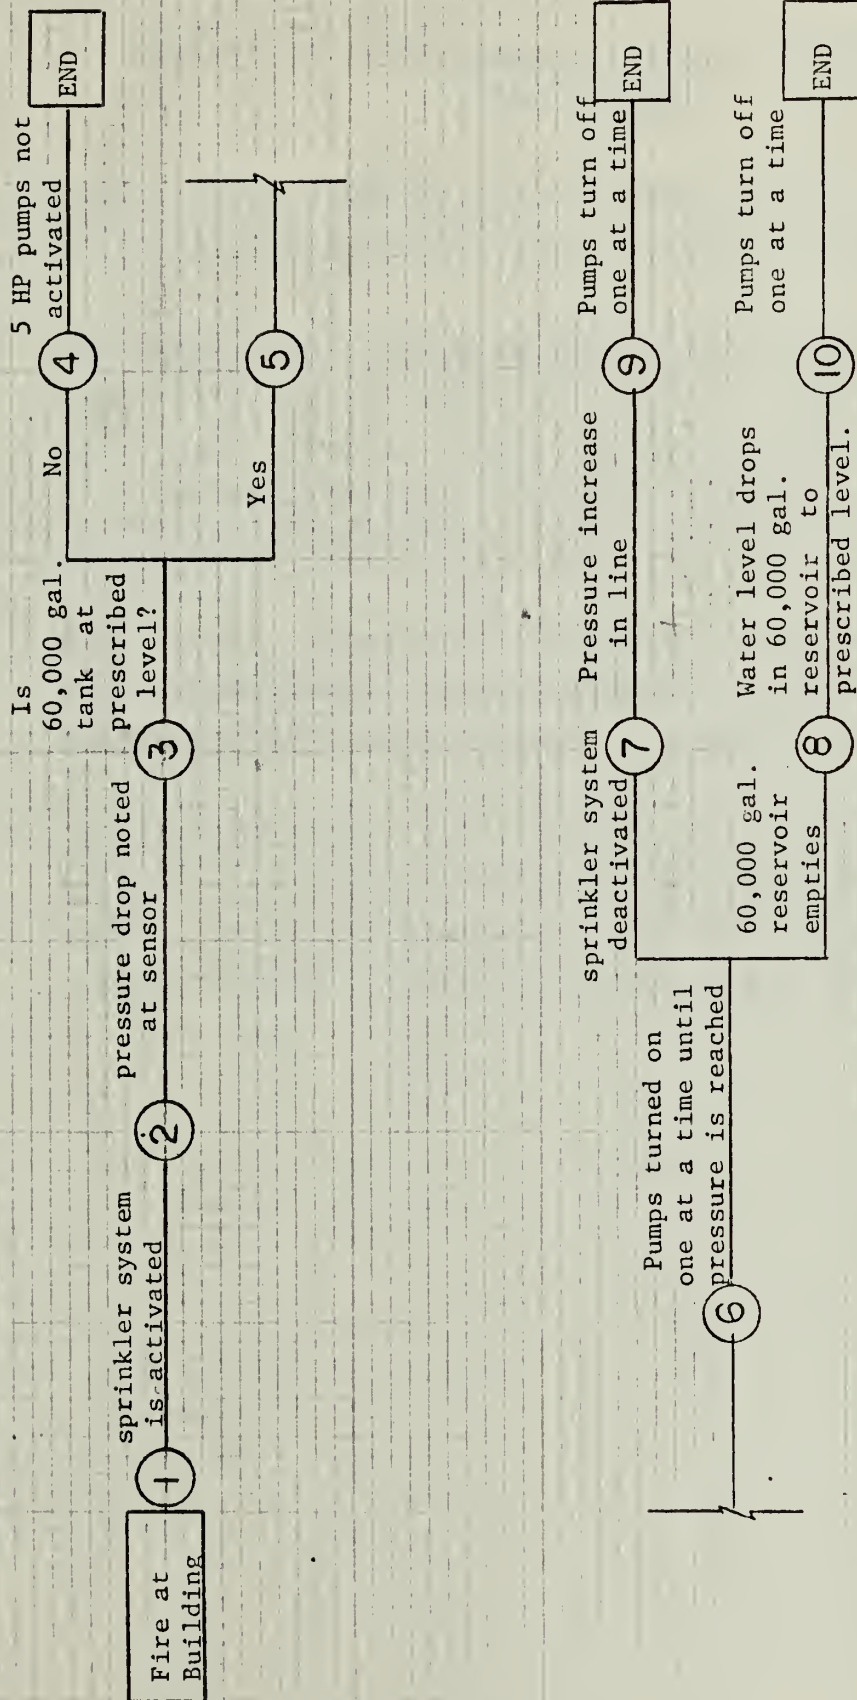 Fire at
Building
1
sprinkler system
is activated
2
pressure drop noted
at sensor
3
Is
60,000 gal.
tank at
prescribed
level?
No
4
5 HP pumps not
activated
END
Yes
5
6
Pumps turned on
one at a time until
pressure is reached
sprinkler system
deactivated
7
Pressure increase
in line
9
Pumps turn off
one at a time
END
60,000 gal.
reservoir
empties
8
Water level drops
in 60,000 gal.
reservoir to
prescribed level.
10
Pumps turn off
one at a time
END